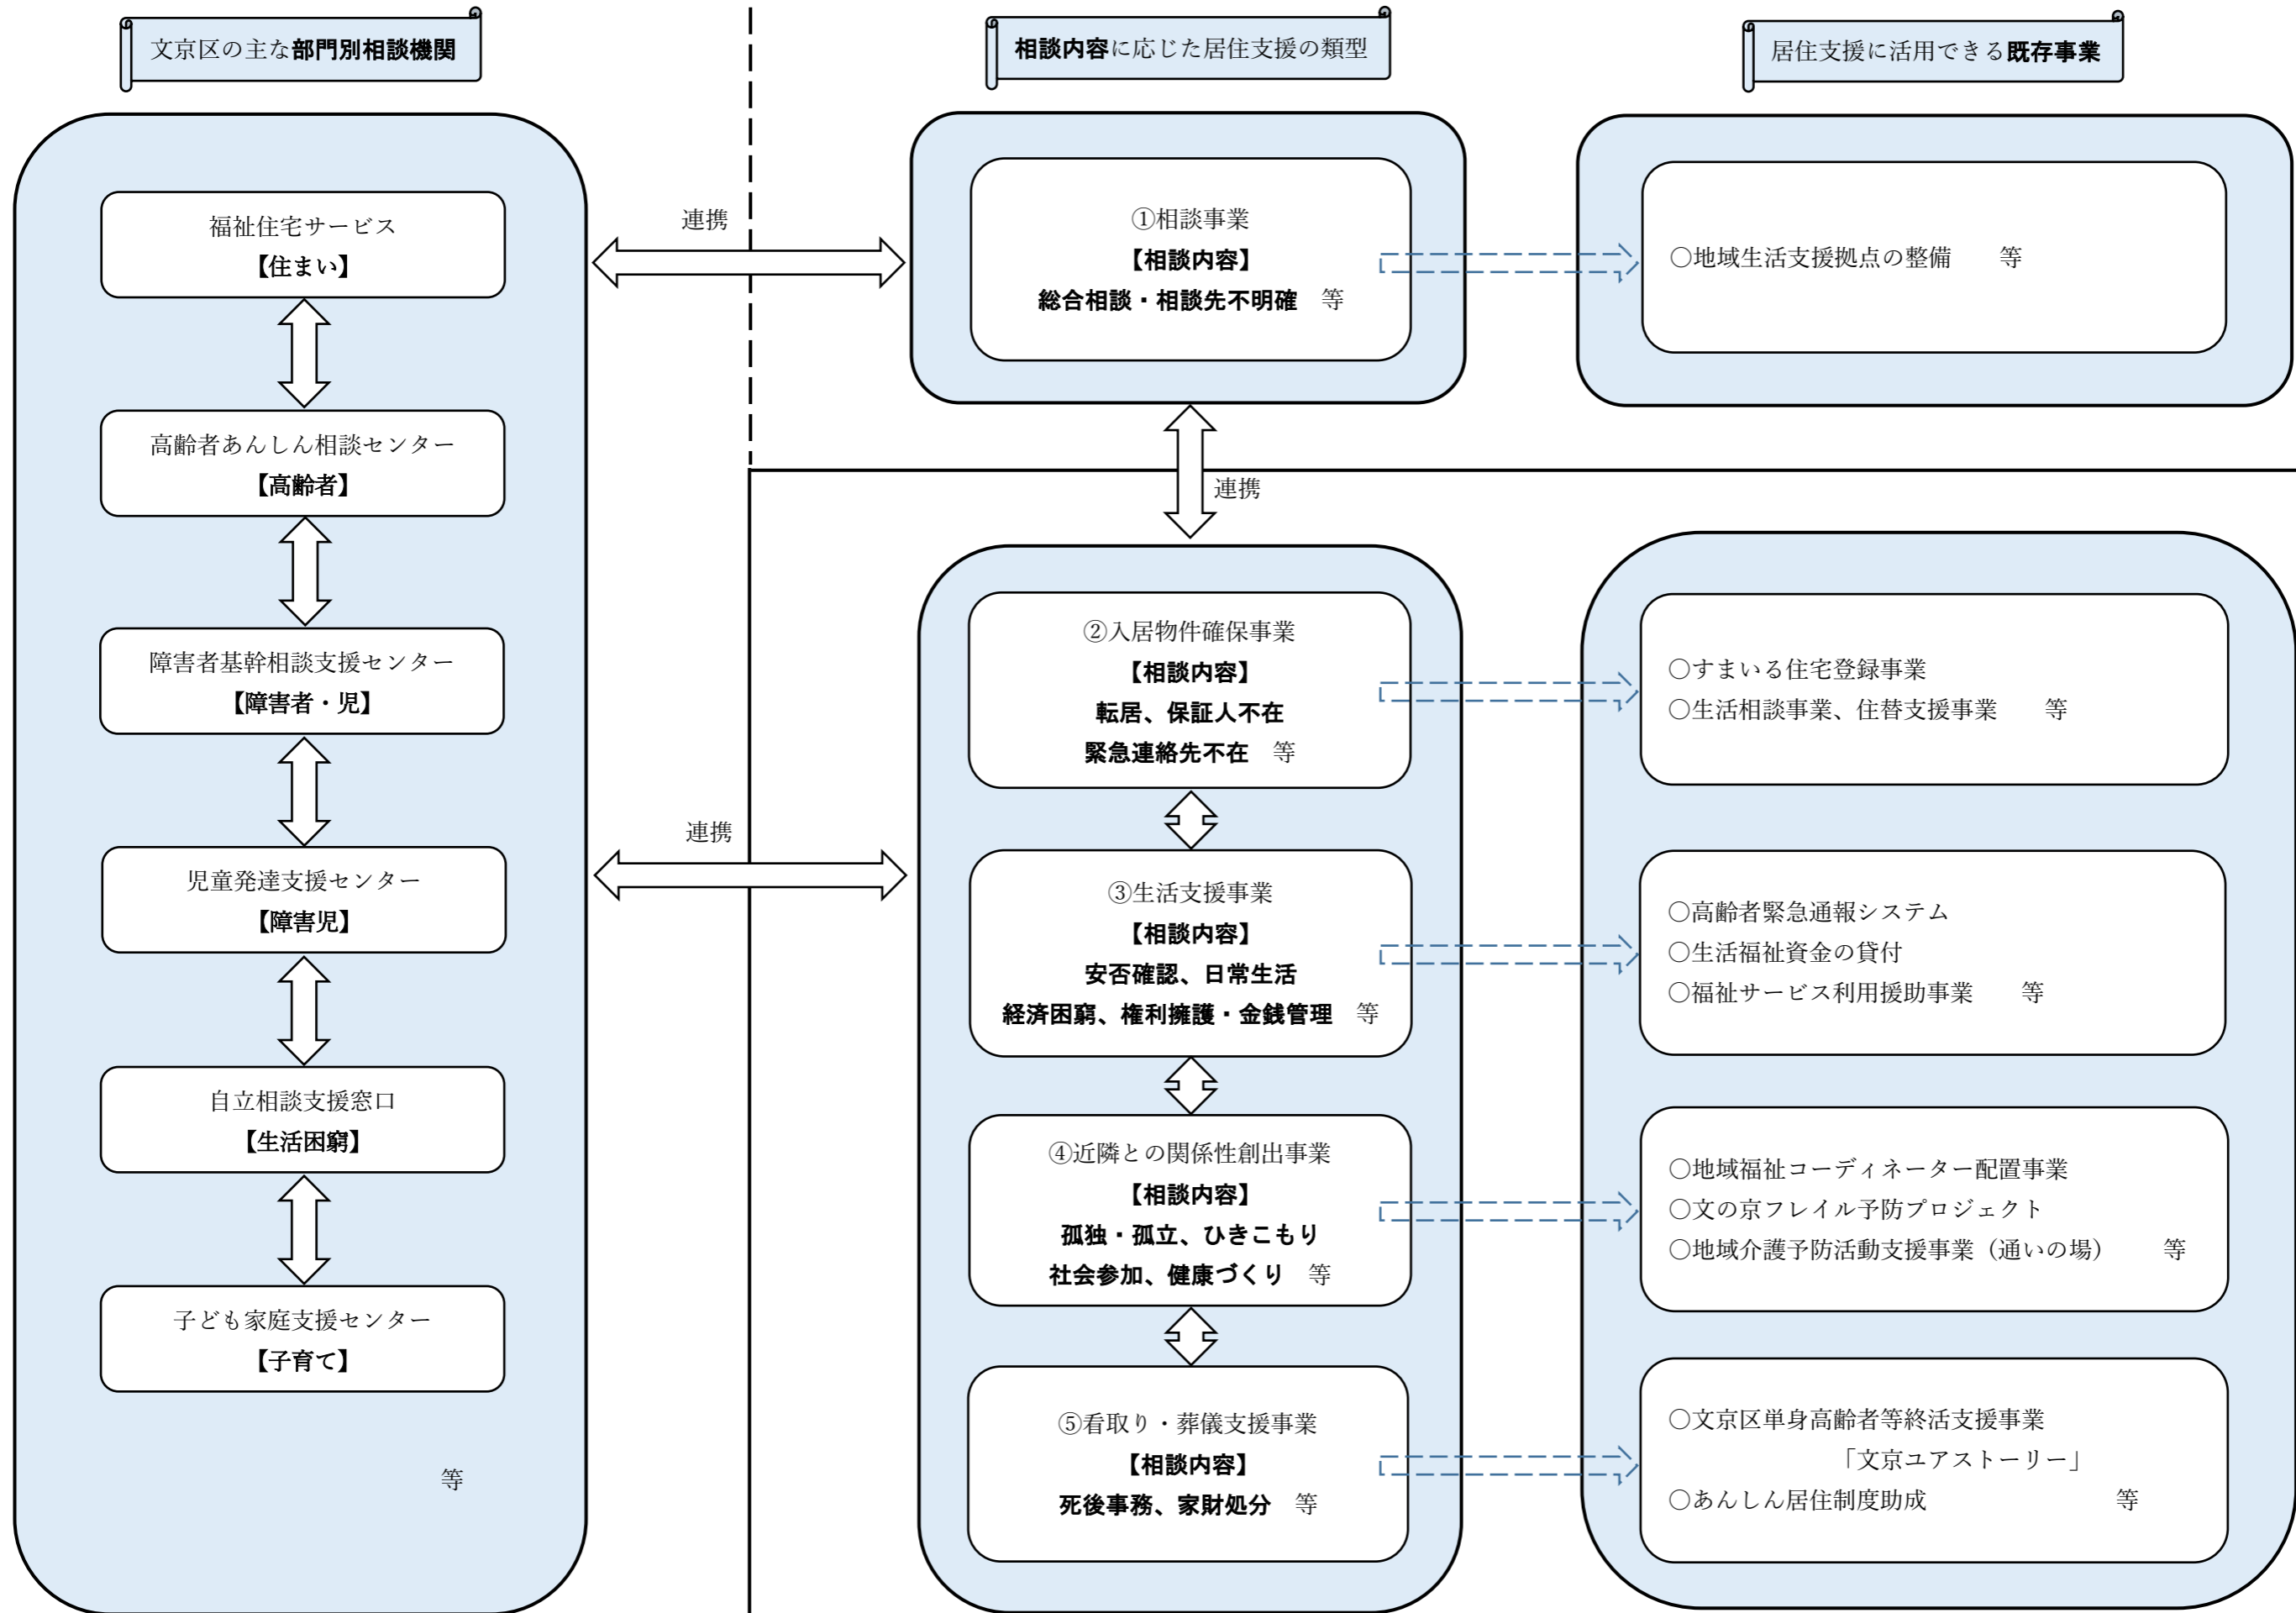 文京区の主な部門別相談機関
福祉住宅サービス
【住まい】
高齢者あんしん相談センター
【高齢者】
障害者基幹相談支援センター
【障害者・児】
児童発達支援センター
【障害児】
自立相談支援窓口
【生活困窮】
子ども家庭支援センター
【子育て】
等
連携
連携
相談内容に応じた居住支援の類型
①相談事業
【相談内容】
総合相談・相談先不明確　等
連携
②入居物件確保事業
【相談内容】
転居、保証人不在
緊急連絡先不在　等
③生活支援事業
【相談内容】
安否確認、日常生活
経済困窮、権利擁護・金銭管理　等
④近隣との関係性創出事業
【相談内容】
孤独・孤立、ひきこもり
社会参加、健康づくり　等
⑤看取り・葬儀支援事業
【相談内容】
死後事務、家財処分　等
居住支援に活用できる既存事業
○地域生活支援拠点の整備　　等
○すまいる住宅登録事業
○生活相談事業、住替支援事業　　等
○高齢者緊急通報システム
○生活福祉資金の貸付
○福祉サービス利用援助事業　　等
○地域福祉コーディネーター配置事業
○文の京フレイル予防プロジェクト
○地域介護予防活動支援事業（通いの場）　　等
○文京区単身高齢者等終活支援事業
「文京ユアストーリー」
○あんしん居住制度助成　　　　　　　　等